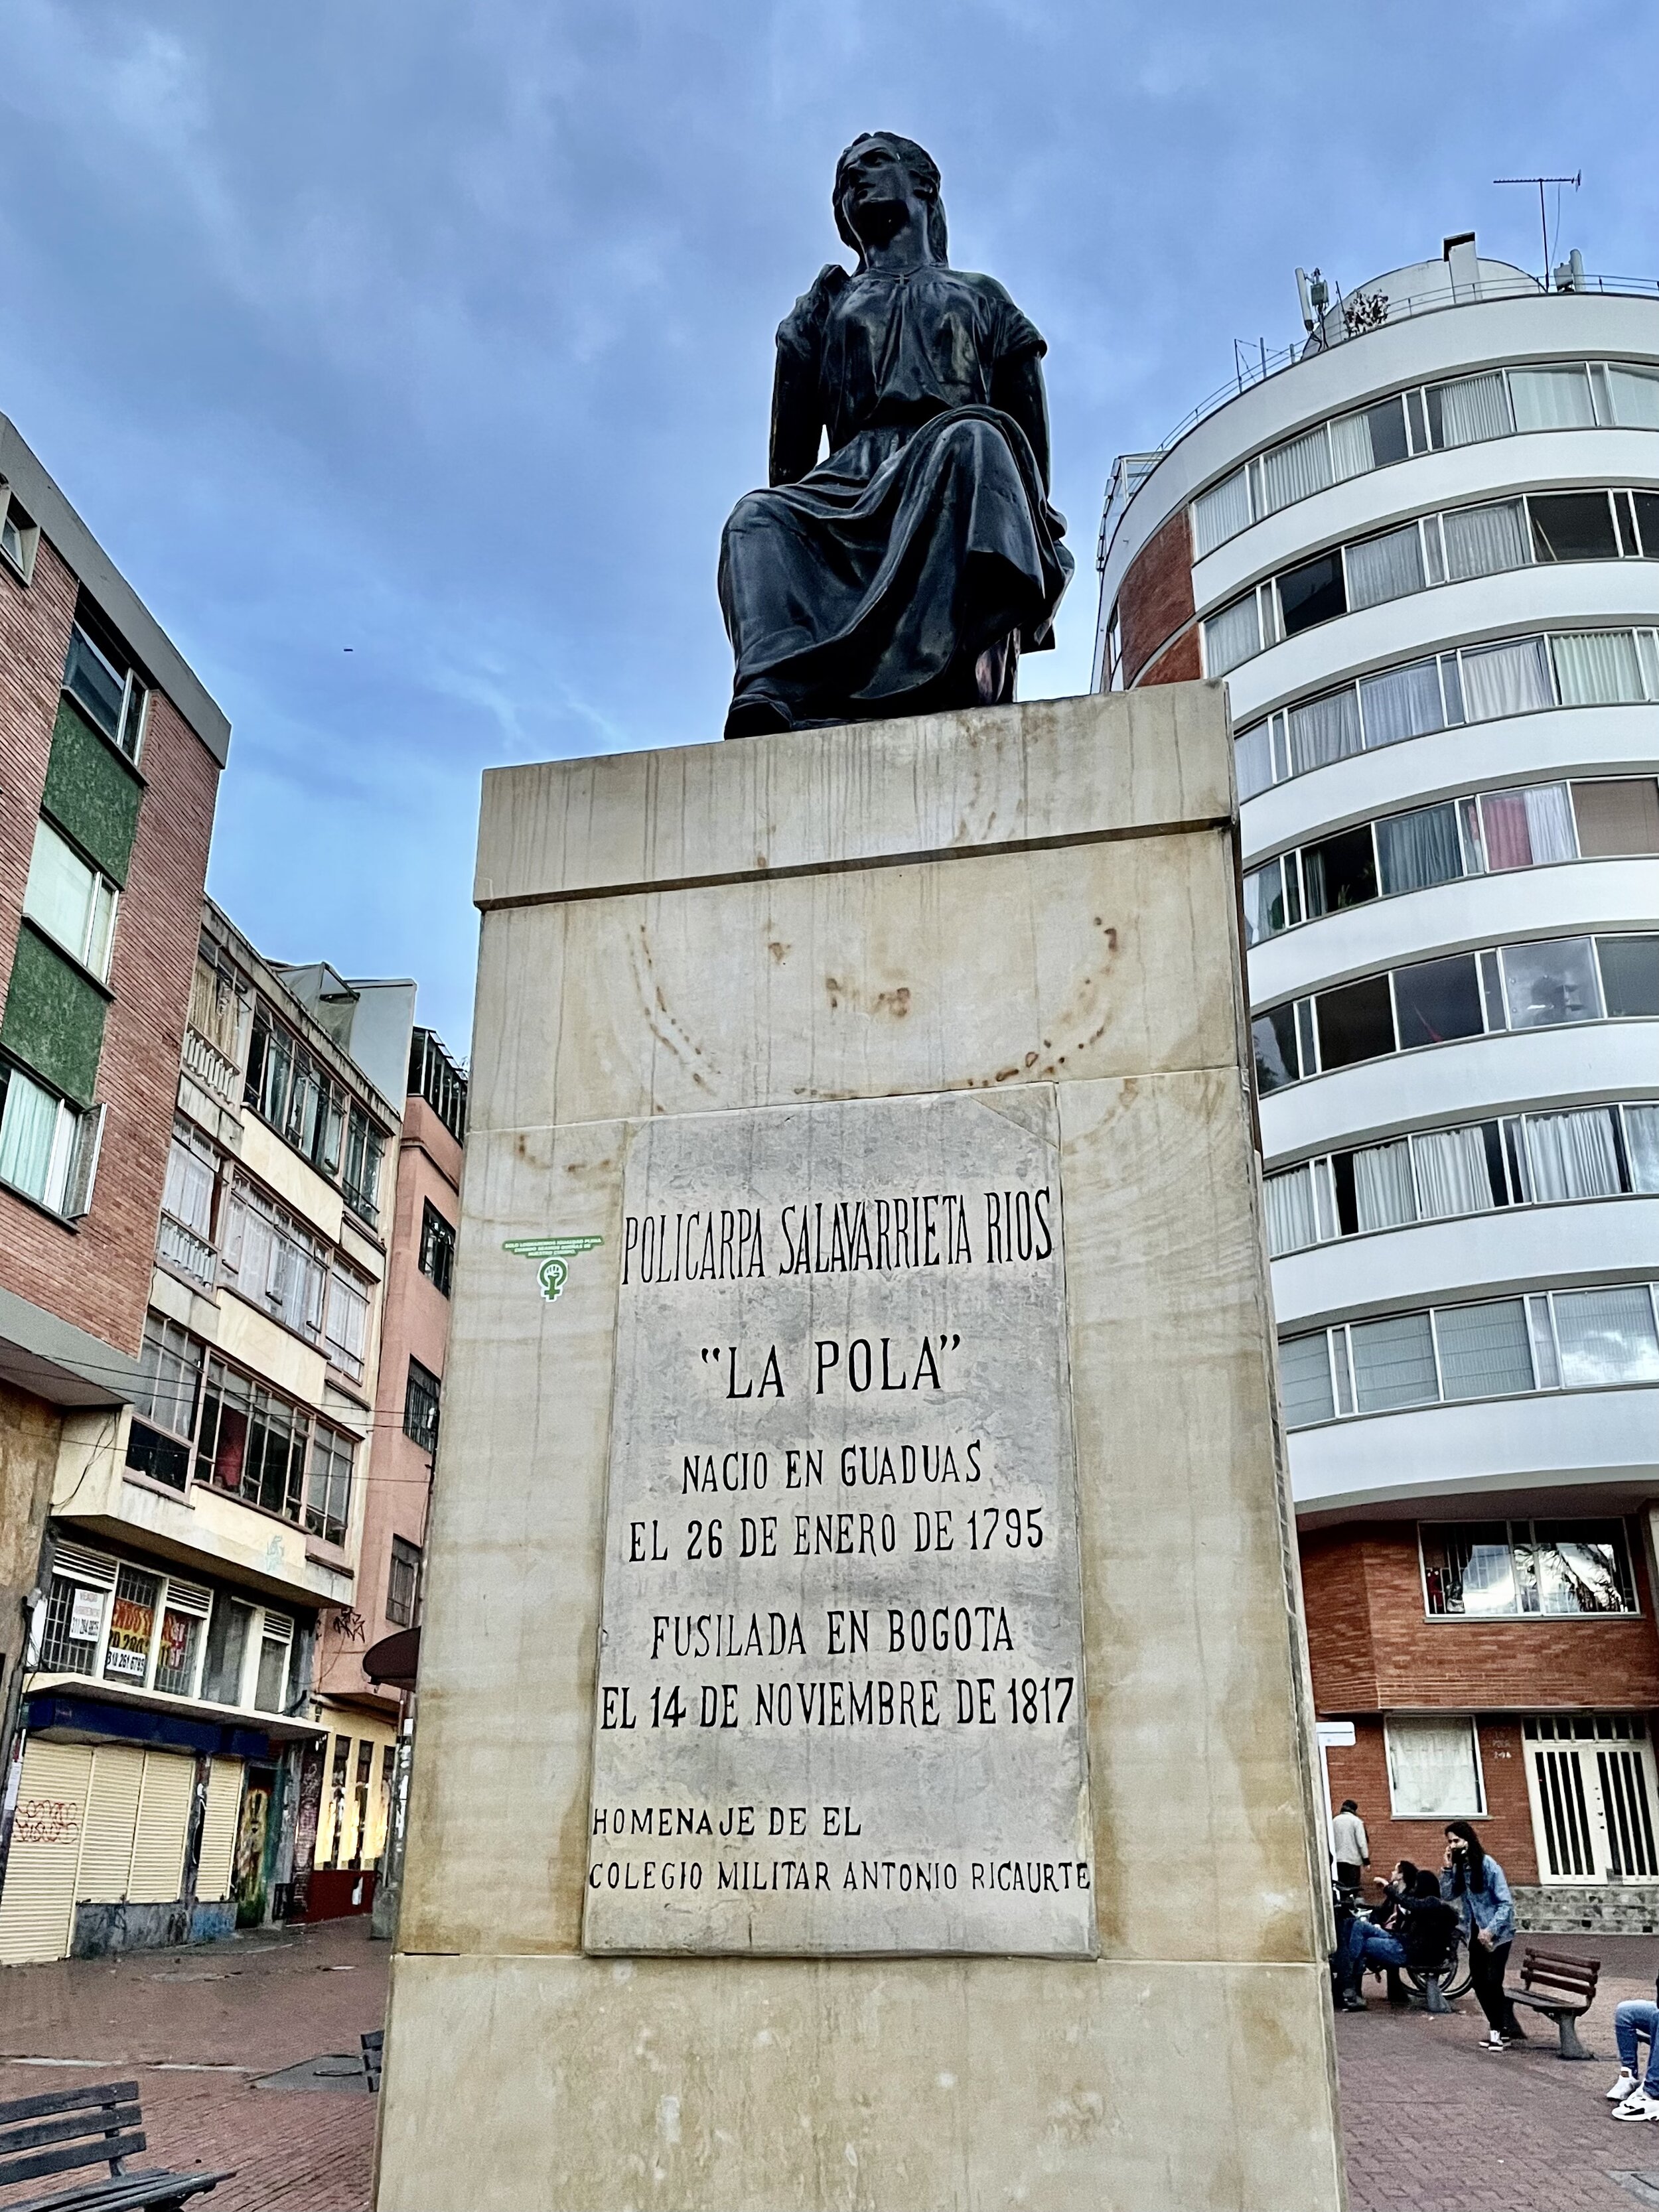 POLICARPA SALAVARRIETA RIOS
"LA POLA"
NACIO EN GUADUAS
EL 26 DE ENERO DE 1795
FUSILADA EN BOGOTA
EL 14 DE NOVIEMBRE DE 1817
HOMENAJE DE EL
COLEGIO MILITAR ANTONIO RICAURTE